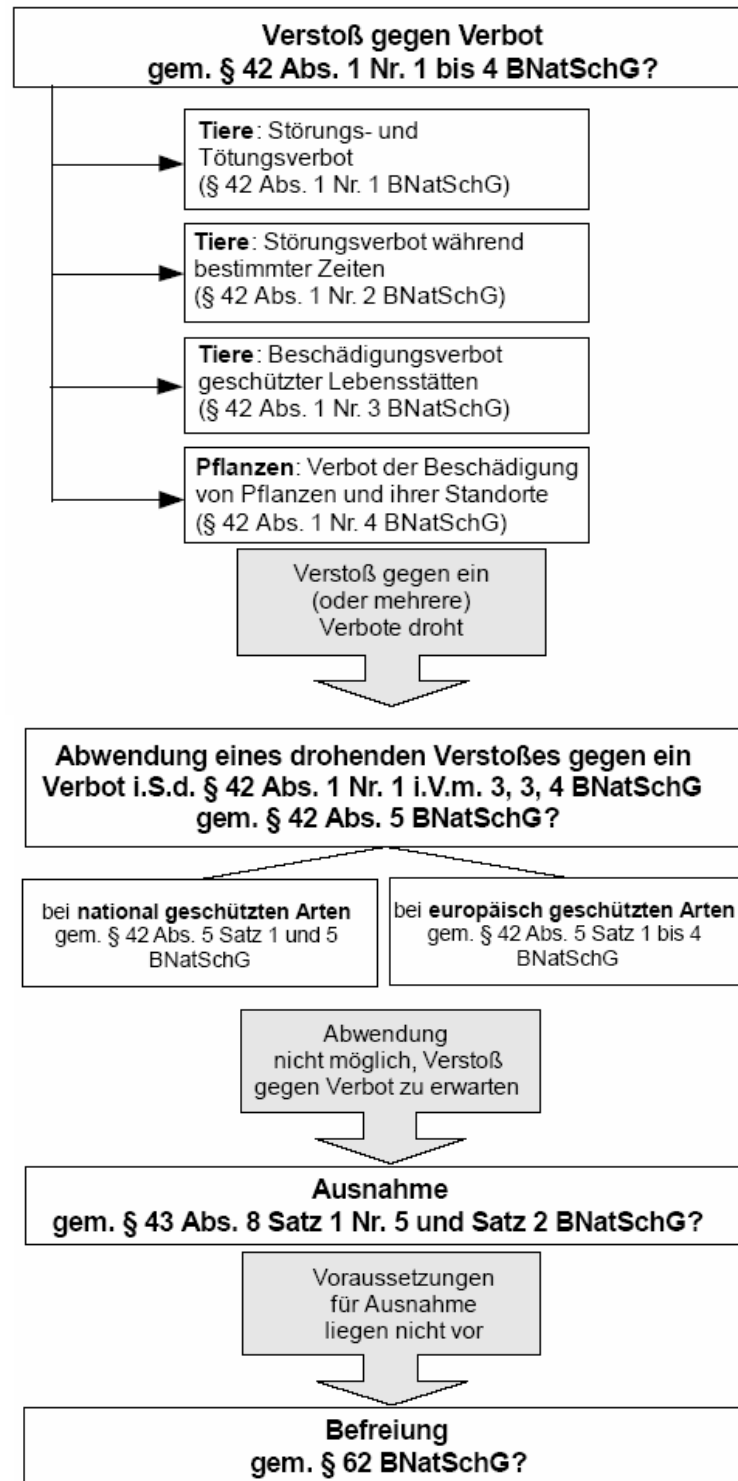 Verstoß gegen Verbot
gem. § 42 Abs. 1 Nr. 1 bis 4 BNatSchG?
Tiere: Störungs- und
Tötungsverbot
(§ 42 Abs. 1 Nr. 1 BNatSchG)
Tiere: Störungsverbot während
bestimmter Zeiten
(§ 42 Abs. 1 Nr. 2 BNatSchG)
Tiere: Beschädigungsverbot
geschützter Lebensstätten
(§ 42 Abs. 1 Nr. 3 BNatSchG)
Pflanzen: Verbot der Beschädigung
von Pflanzen und ihrer Standorte
(§ 42 Abs. 1 Nr. 4 BNatSchG)
Verstoß gegen ein
(oder mehrere)
Verbote droht
Abwendung eines drohenden Verstoßes gegen ein
Verbot i.S.d. § 42 Abs. 1 Nr. 1 i.V.m. 3, 3, 4 BNatSchG
gem. § 42 Abs. 5 BNatSchG?
bei national geschützten Arten
gem. § 42 Abs. 5 Satz 1 und 5
BNatSchG
bei europäisch geschützten Arten
gem. § 42 Abs. 5 Satz 1 bis 4
BNatSchG
Abwendung
nicht möglich, Verstoß
gegen Verbot zu erwarten
Ausnahme
gem. § 43 Abs. 8 Satz 1 Nr. 5 und Satz 2 BNatSchG?
Voraussetzungen
für Ausnahme
liegen nicht vor
Befreiung
gem. § 62 BNatSchG?